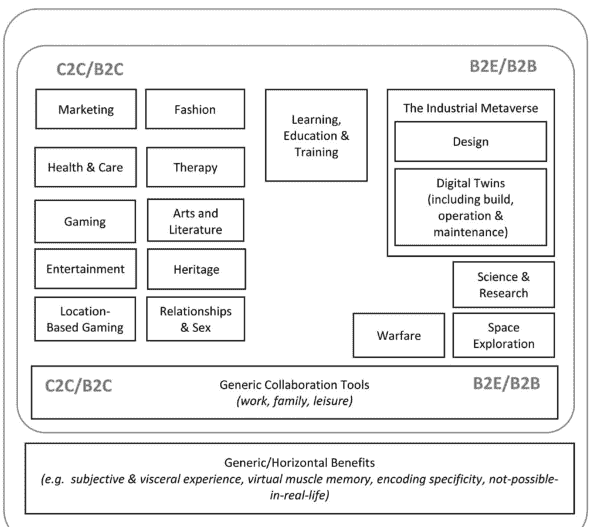 C2C/B2C
B2E/B2B
Marketing
Fashion
Learning,
Education &
Training
The Industrial Metaverse
Design
Health & Care
Therapy
Digital Twins
(including build,
operation &
maintenance)
Gaming
Arts and
Literature
Entertainment
Heritage
Science &
Research
Location-
Based Gaming
Relationships
& Sex
Warfare
Space
Exploration
C2C/B2C
Generic Collaboration Tools
(work, family, leisure)
B2E/B2B
Generic/Horizontal Benefits
(e.g. subjective & visceral experience, virtual muscle memory, encoding specificity, not-possible-
in-real-life)